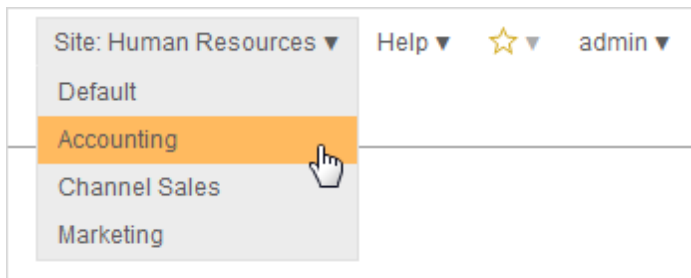 Site: Human Resources ▼ Help ▼ ☆ ▼ admin ▼
Default
Accounting
Channel Sales
Marketing